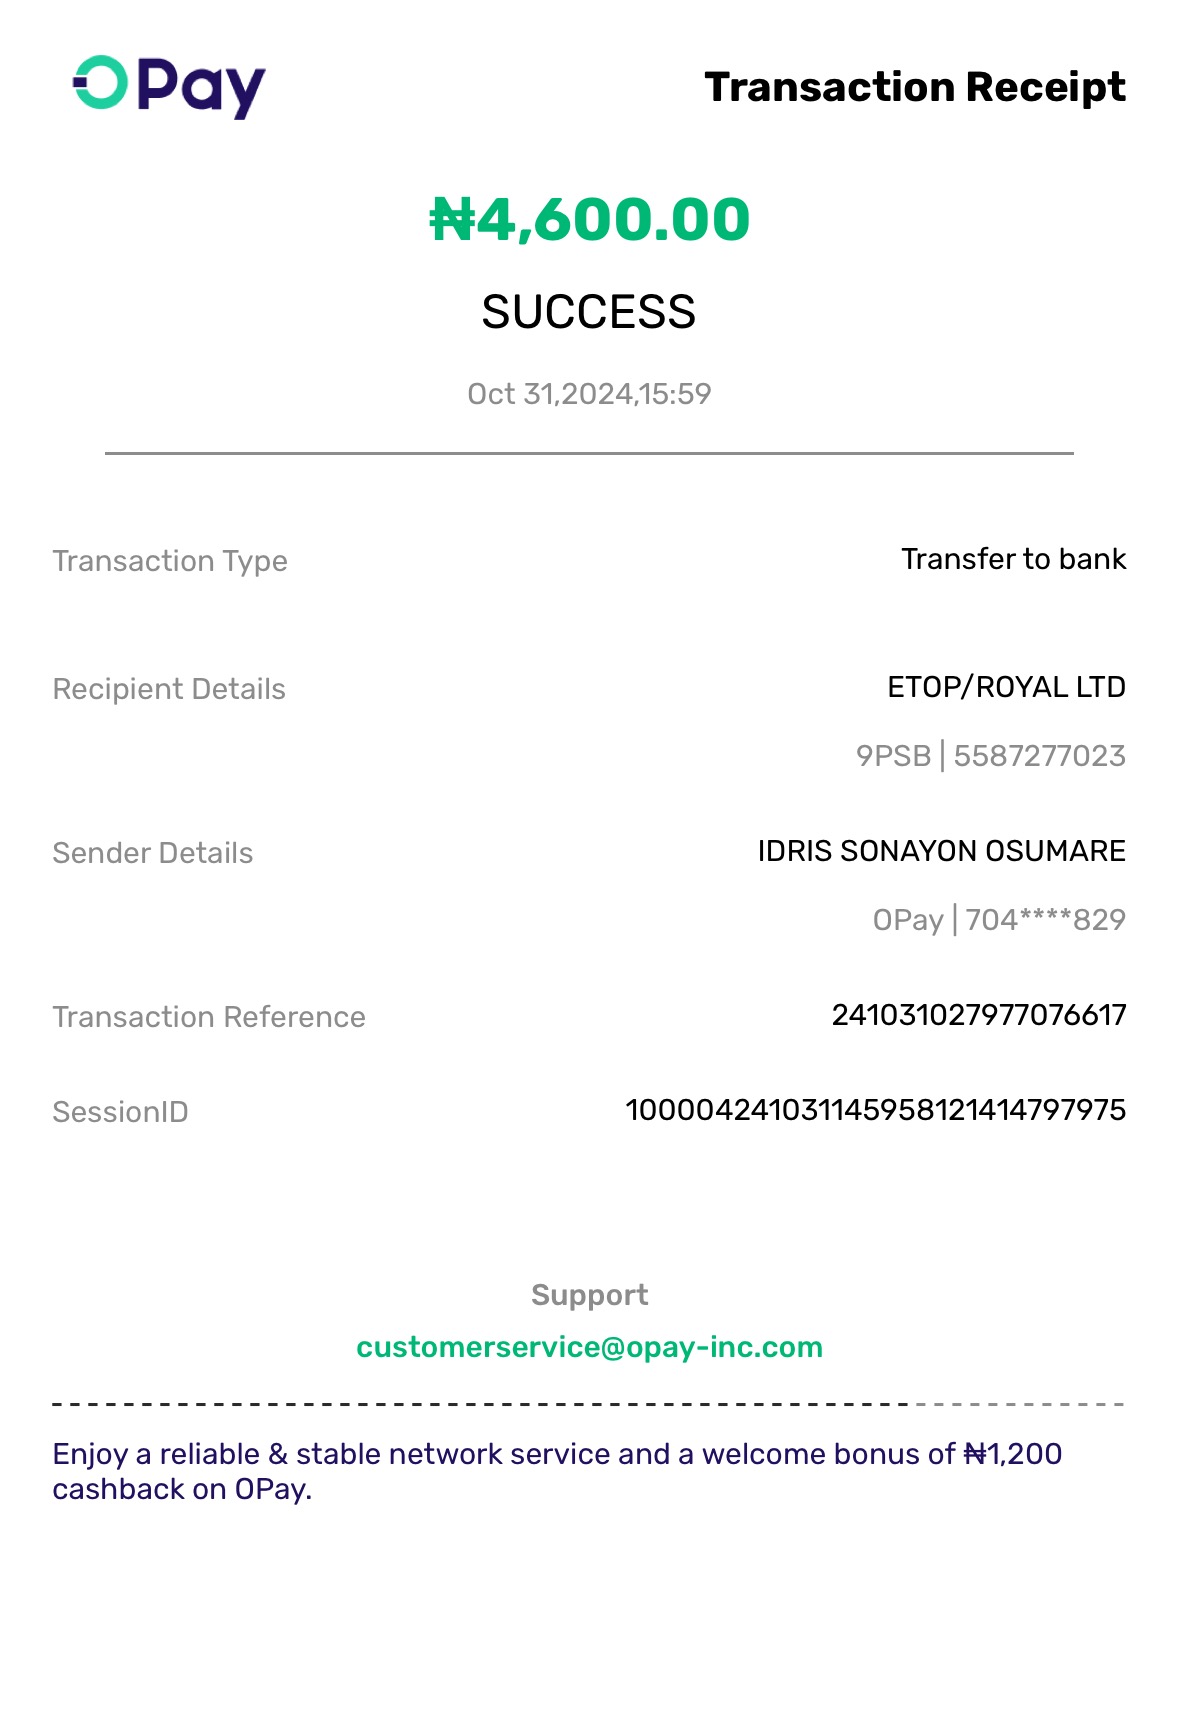 OPay
Transaction Receipt
₦4,600.00
SUCCESS
Oct 31,2024,15:59
Transaction Type
Transfer to bank
Recipient Details
ETOP/ROYAL LTD
9PSB | 5587277023
Sender Details
IDRIS SONAYON OSUMARE
OPay | 704****829
Transaction Reference
241031027977076617
SessionID
100004241031145958121414797975
Support
customerservice@opay-inc.com
Enjoy a reliable & stable network service and a welcome bonus of ₦1,200
cashback on OPay.